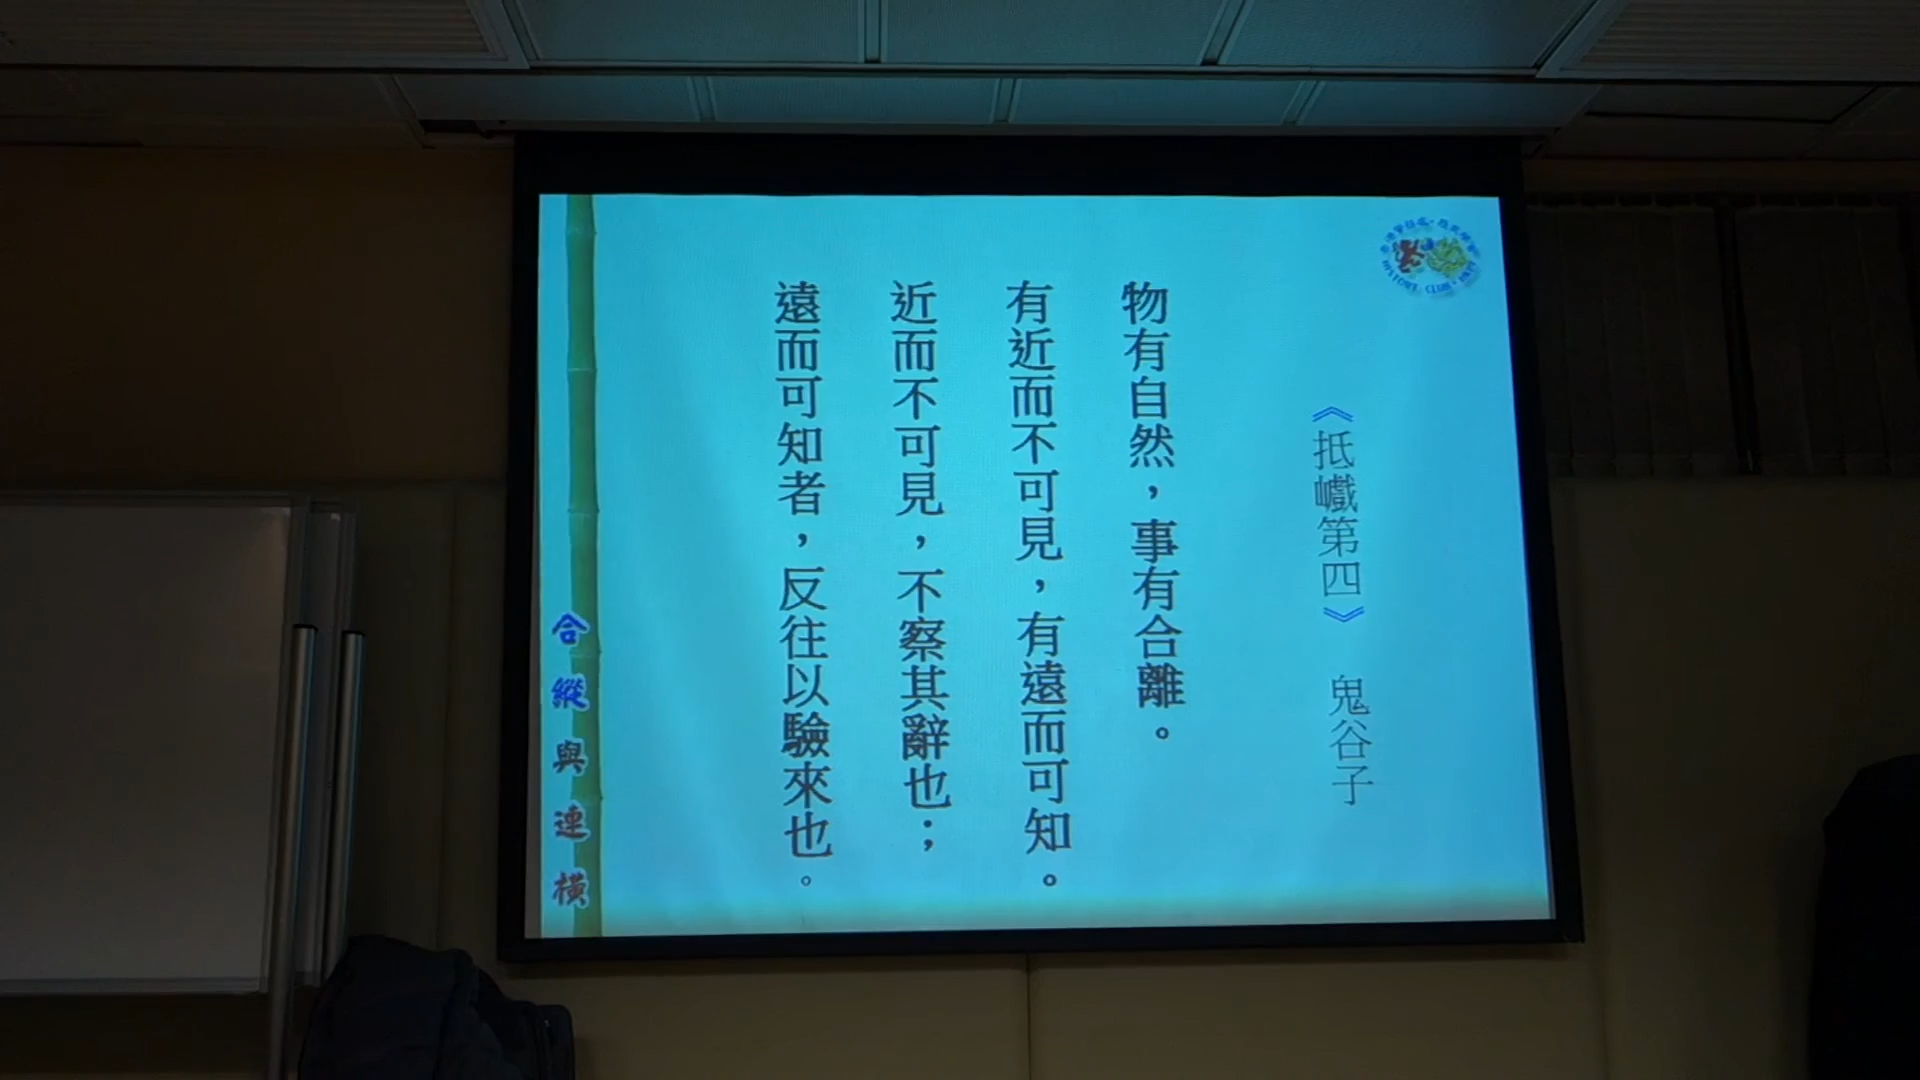 《抵巇第四》 鬼谷子
物有自然，事有合離。
有近而不可見，有遠而可知。
近而不可見，不察其辭也；
遠而可知者，反往以驗來也。
合縱與連橫
HISTORY CLUB